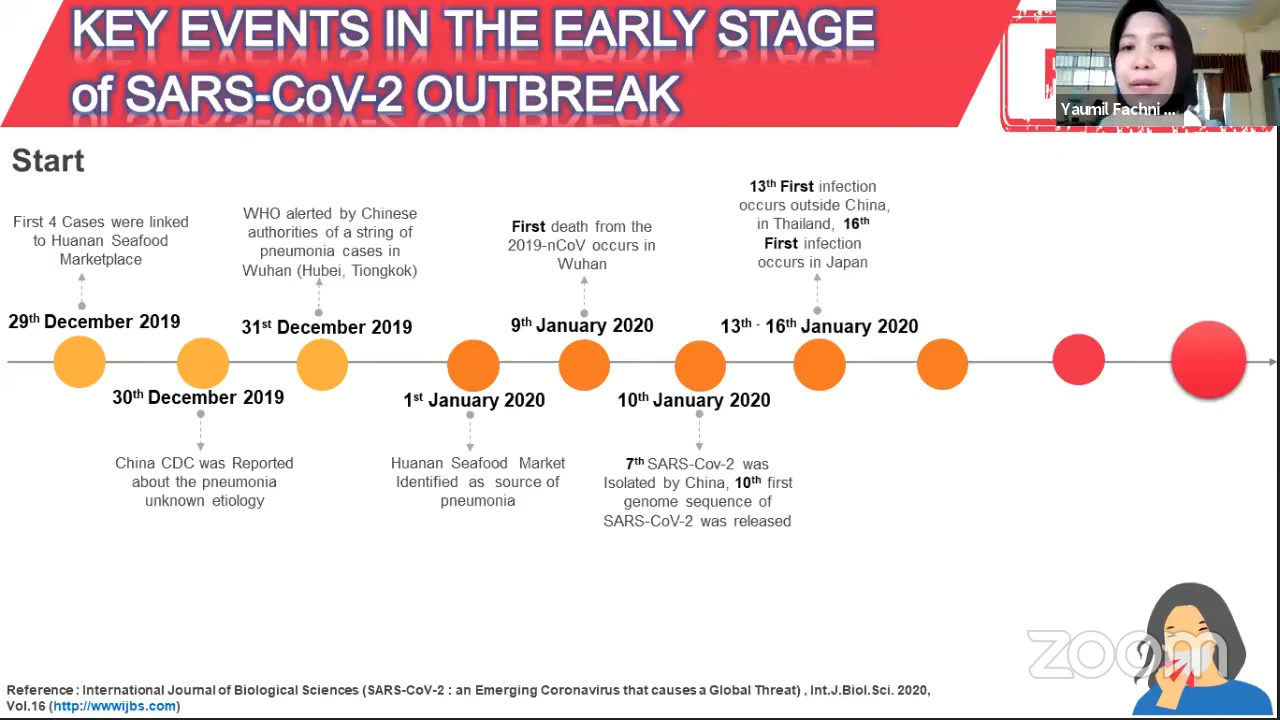 KEY EVENTS IN THE EARLY STAGE
of SARS-CoV-2 OUTBREAK
Yaumil Fachni ...
Start
First 4 Cases were linked
to Huanan Seafood
Marketplace
29th December 2019
30th December 2019
China CDC was Reported
about the pneumonia
unknown etiology
WHO alerted by Chinese
authorities of a string of
pneumonia cases in
Wuhan (Hubei, Tiongkok)
31st December 2019
1st January 2020
Huanan Seafood Market
Identified as source of
pneumonia
First death from the
2019-nCoV occurs in
Wuhan
9th January 2020
10th January 2020
7th SARS-Cov-2 was
Isolated by China, 10th first
genome sequence of
SARS-CoV-2 was released
13th First infection
occurs outside China,
in Thailand, 16th
First infection
occurs in Japan
13th - 16th January 2020
zoom
Reference : International Journal of Biological Sciences (SARS-CoV-2 : an Emerging Coronavirus that causes a Global Threat) , Int.J.Biol.Sci. 2020,
Vol.16 (http://wwwijbs.com)